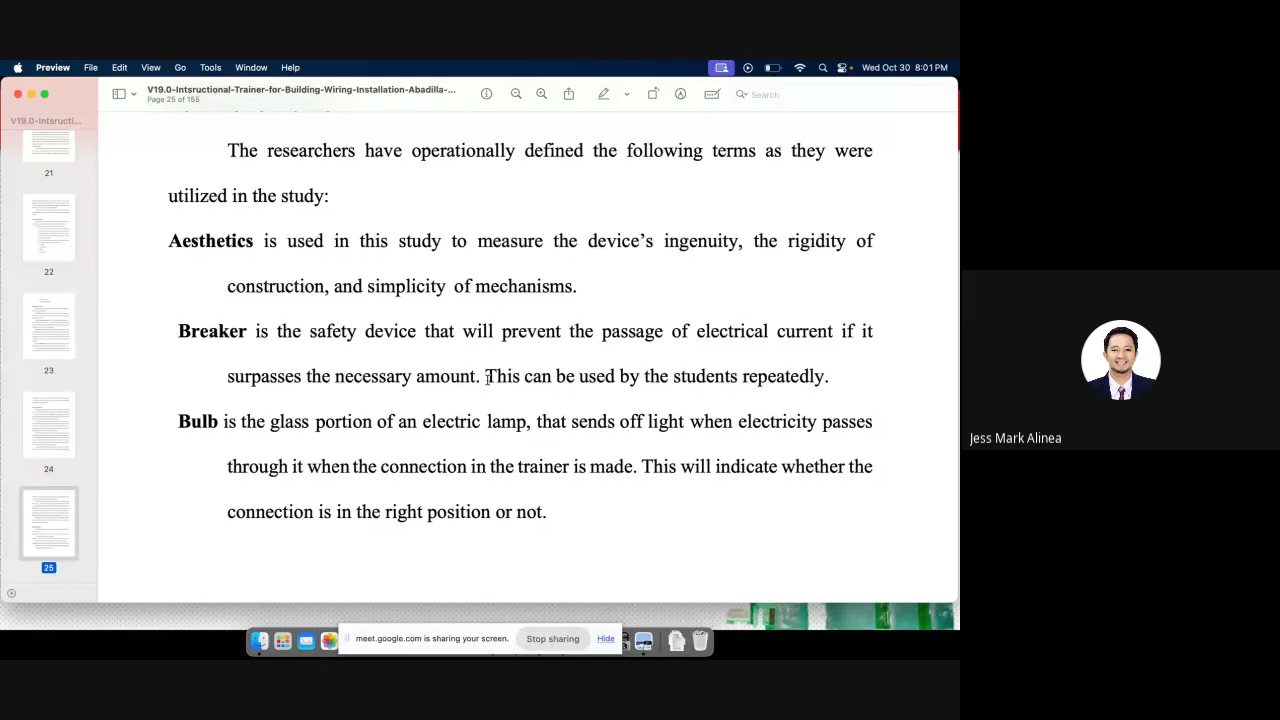 Preview File Edit View Go Tools Window Help Wed Oct 30 8:01 PM
V19.0-Intsructional-Trainer-for-Building-Wiring-Installation-Abadilla-...
Page 25 of 155
Search
V19.0-Intsructi...
21
22
23
24
25
The researchers have operationally defined the following terms as they were
utilized in the study:
Aesthetics is used in this study to measure the device’s ingenuity, the rigidity of
construction, and simplicity of mechanisms.
Breaker is the safety device that will prevent the passage of electrical current if it
surpasses the necessary amount. This can be used by the students repeatedly.
Bulb is the glass portion of an electric lamp, that sends off light when electricity passes
through it when the connection in the trainer is made. This will indicate whether the
connection is in the right position or not.
meet.google.com is sharing your screen. Stop sharing Hide
Jess Mark Alinea